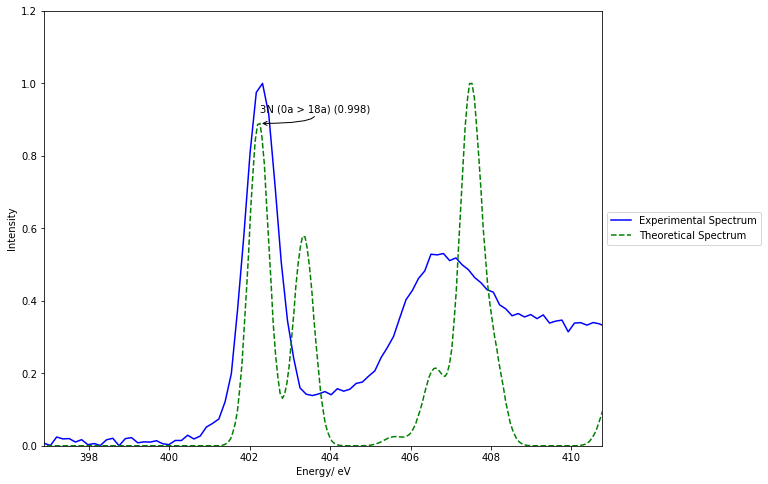 1.2
1.0
0.8
0.6
0.4
0.2
0.0
Intensity
3N (0a > 18a) (0.998)
Experimental Spectrum
Theoretical Spectrum
398
400
402
404
406
408
410
Energy/ eV